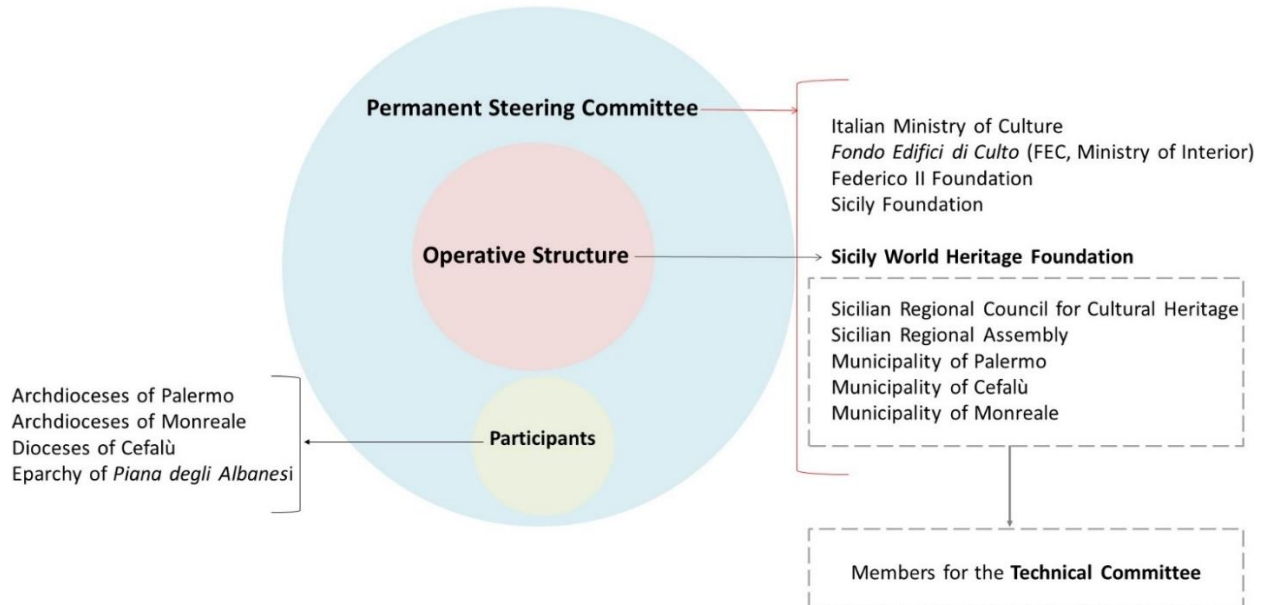 Permanent Steering Committee
Operative Structure
Participants
Archdioceses of Palermo
Archdioceses of Monreale
Dioceses of Cefalù
Eparchy of Piana degli Albanesi
Italian Ministry of Culture
Fondo Edifici di Culto (FEC, Ministry of Interior)
Federico II Foundation
Sicily Foundation
Sicily World Heritage Foundation
Sicilian Regional Council for Cultural Heritage
Sicilian Regional Assembly
Municipality of Palermo
Municipality of Cefalù
Municipality of Monreale
Members for the Technical Committee